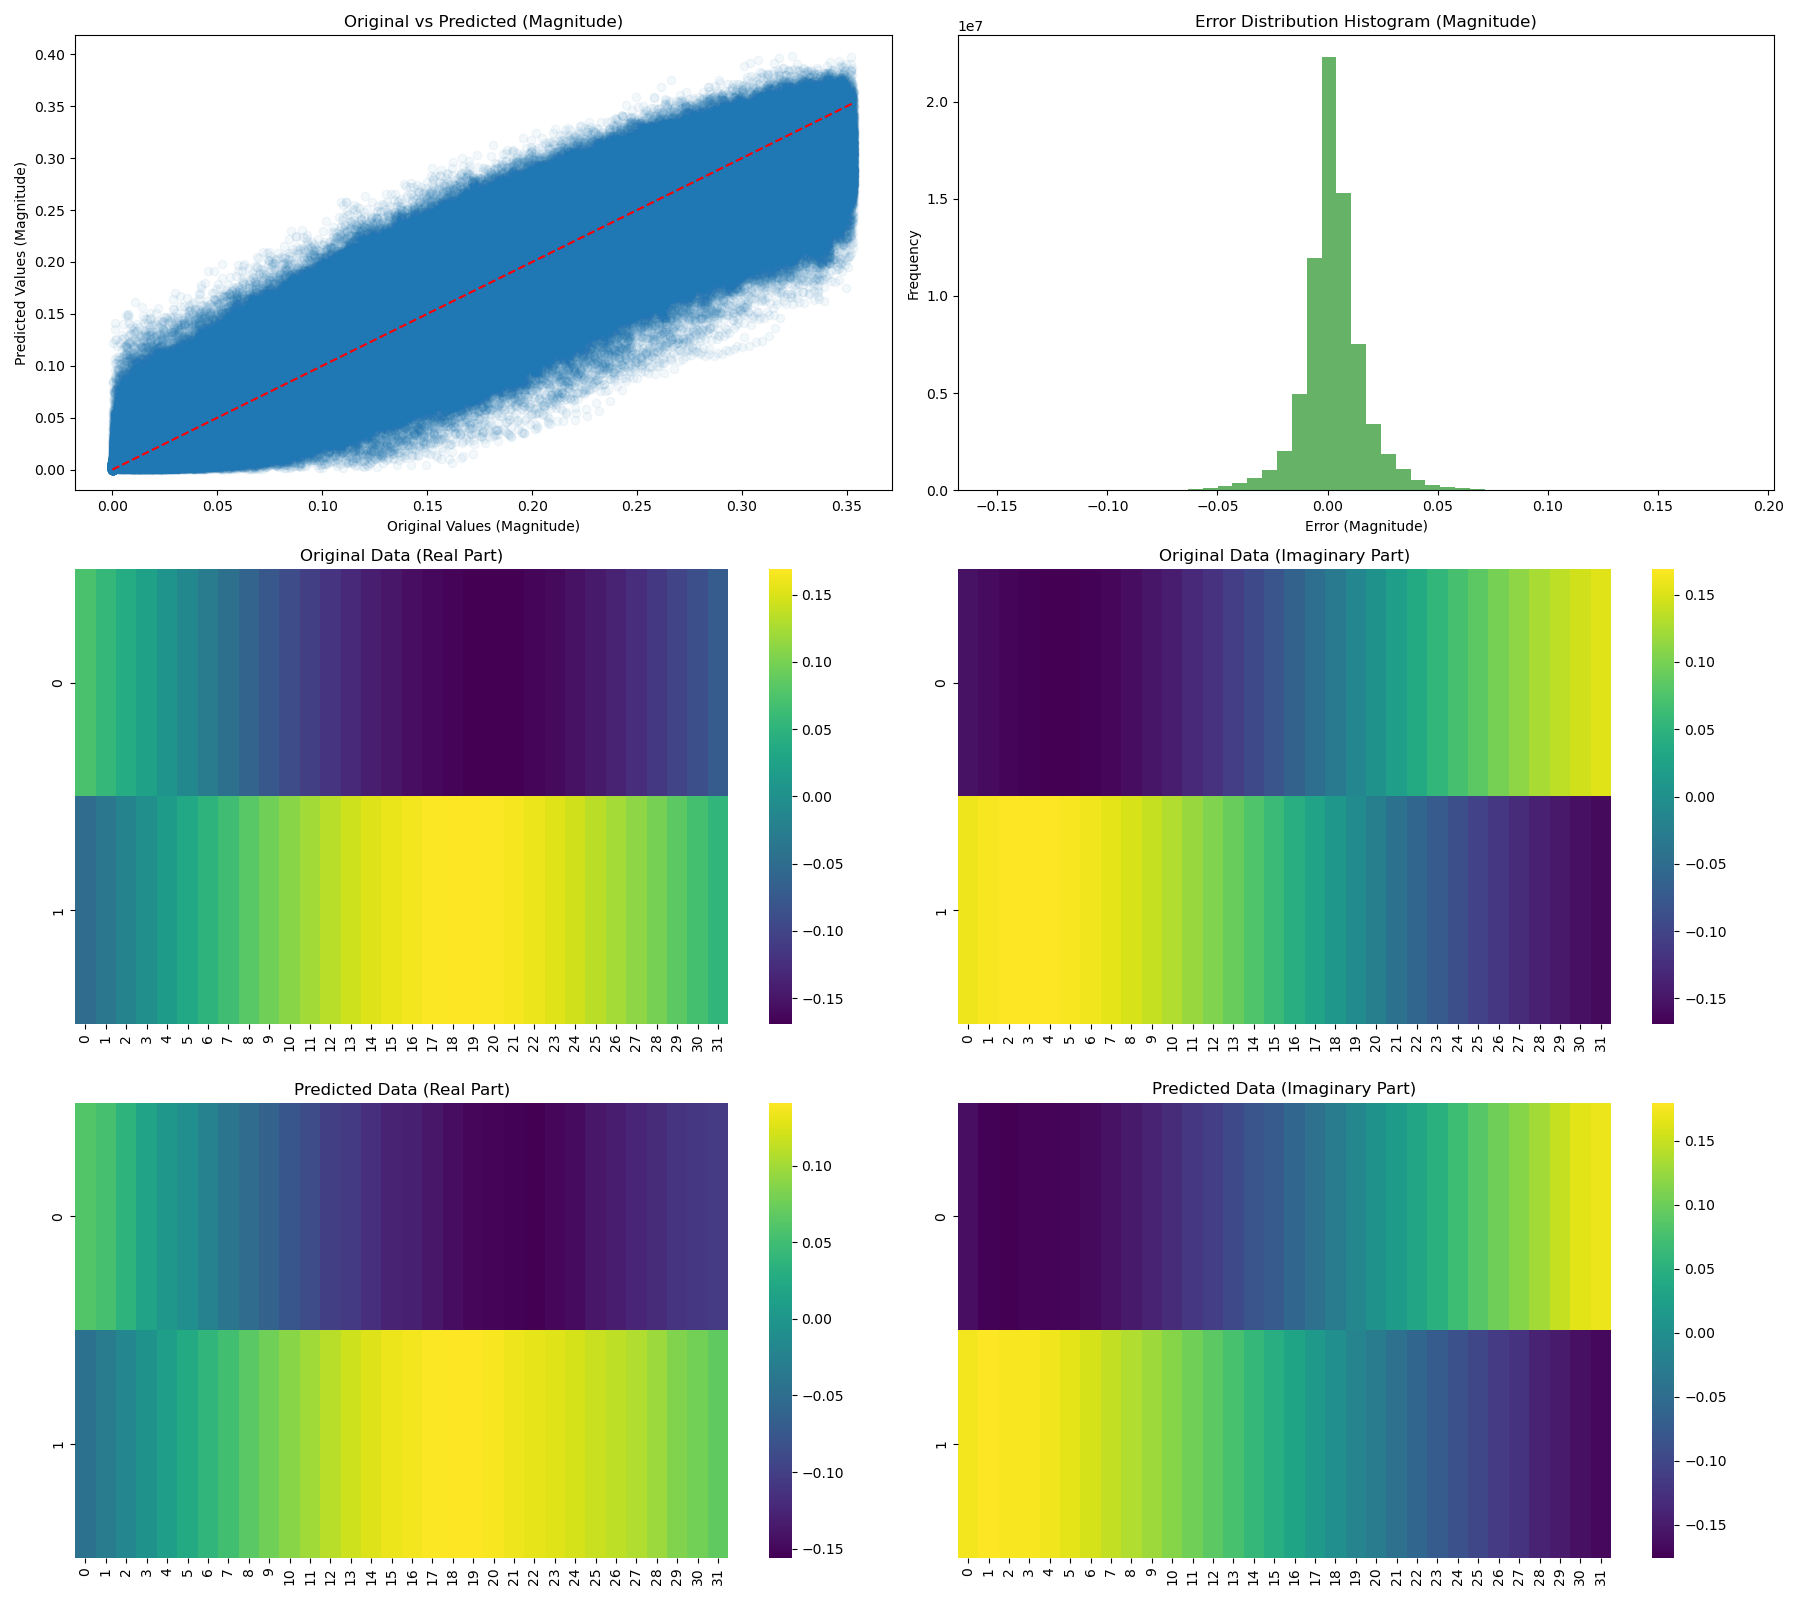 Original vs Predicted (Magnitude)
0.40
0.35
0.30
0.25
0.20
0.15
0.10
0.05
0.00
Predicted Values (Magnitude)
0.00 0.05 0.10 0.15 0.20 0.25 0.30 0.35
Original Values (Magnitude)
Error Distribution Histogram (Magnitude)
1e7
2.0
1.5
1.0
0.5
0.0
Frequency
−0.15 −0.10 −0.05 0.00 0.05 0.10 0.15 0.20
Error (Magnitude)
Original Data (Real Part)
0
1
0 1 2 3 4 5 6 7 8 9 10 11 12 13 14 15 16 17 18 19 20 21 22 23 24 25 26 27 28 29 30 31
0.15
0.10
0.05
0.00
−0.05
−0.10
−0.15
Original Data (Imaginary Part)
0
1
0 1 2 3 4 5 6 7 8 9 10 11 12 13 14 15 16 17 18 19 20 21 22 23 24 25 26 27 28 29 30 31
0.15
0.10
0.05
0.00
−0.05
−0.10
−0.15
Predicted Data (Real Part)
0
1
0 1 2 3 4 5 6 7 8 9 10 11 12 13 14 15 16 17 18 19 20 21 22 23 24 25 26 27 28 29 30 31
0.10
0.05
0.00
−0.05
−0.10
−0.15
Predicted Data (Imaginary Part)
0
1
0 1 2 3 4 5 6 7 8 9 10 11 12 13 14 15 16 17 18 19 20 21 22 23 24 25 26 27 28 29 30 31
0.15
0.10
0.05
0.00
−0.05
−0.10
−0.15